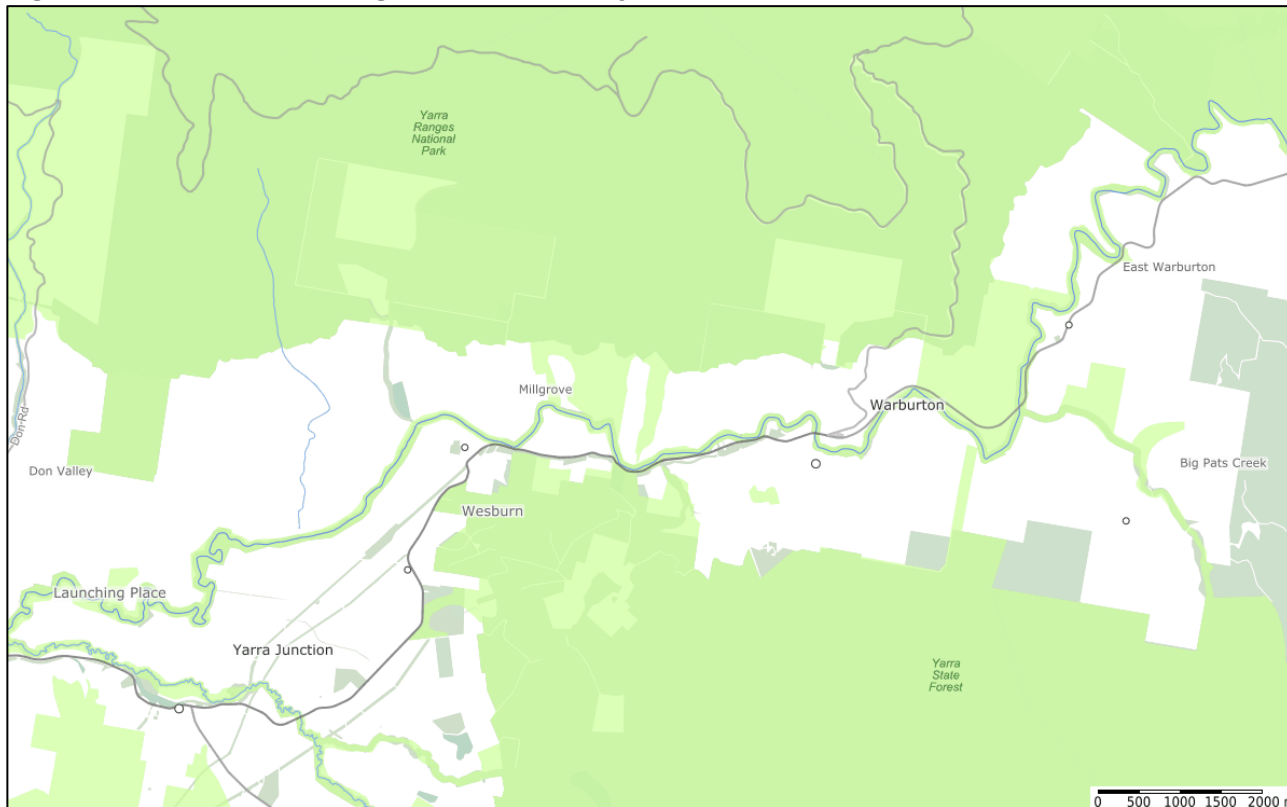 Yarra
Ranges
National
Park
East Warburton
Millgrove
Warburton
Don Rd
Don Valley
Big Pats Creek
Wesburn
Launching Place
Yarra Junction
Yarra
State
Forest
0 500 1000 1500 2000